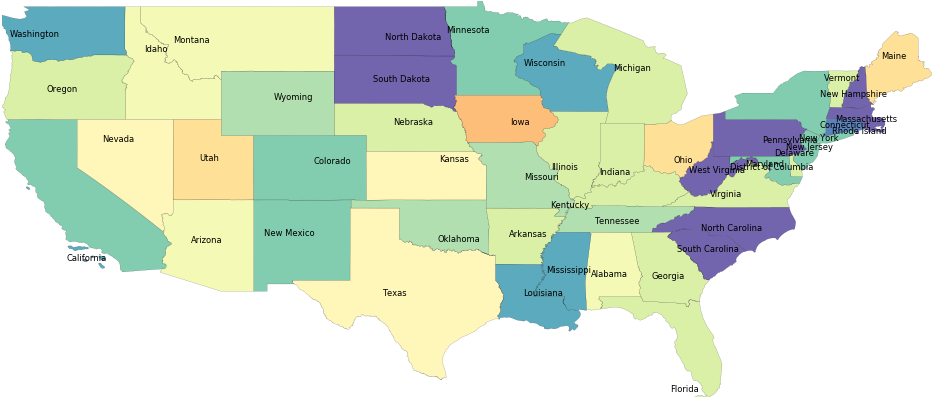 Washington
Idaho
Montana
North Dakota
Minnesota
Maine
Oregon
Wyoming
South Dakota
Wisconsin
Michigan
Vermont
New Hampshire
Nevada
Utah
Colorado
Nebraska
Iowa
Massachusetts
Connecticut
Rhode Island
Kansas
Missouri
Illinois
Indiana
Ohio
Pennsylvania
New York
New Jersey
Delaware
Maryland
District of Columbia
West Virginia
Virginia
Kentucky
California
Arizona
New Mexico
Oklahoma
Arkansas
Tennessee
North Carolina
South Carolina
Texas
Louisiana
Mississippi
Alabama
Georgia
Florida